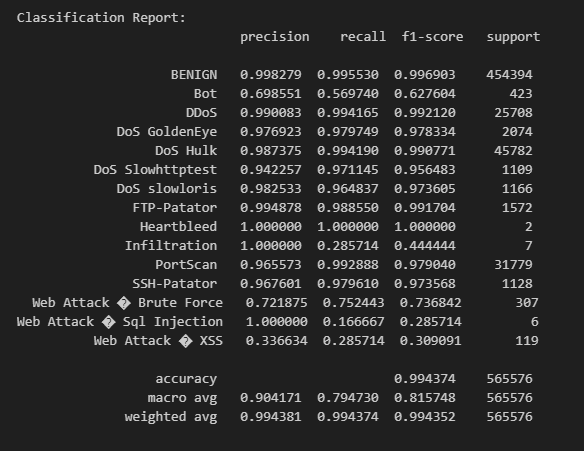 Classification Report:
precision recall f1-score support
BENIGN 0.998279 0.995530 0.996903 454394
Bot 0.698551 0.569740 0.627604 423
DDoS 0.990083 0.994165 0.992120 25708
DoS GoldenEye 0.976923 0.979749 0.978334 2074
DoS Hulk 0.987375 0.994190 0.990771 45782
DoS Slowhttptest 0.942257 0.971145 0.956483 1109
DoS slowloris 0.982533 0.964837 0.973605 1166
FTP-Patator 0.994878 0.988550 0.991704 1572
Heartbleed 1.000000 1.000000 1.000000 2
Infiltration 1.000000 0.285714 0.444444 7
PortScan 0.965573 0.992888 0.979040 31779
SSH-Patator 0.967601 0.979610 0.973568 1128
Web Attack � Brute Force 0.721875 0.752443 0.736842 307
Web Attack � Sql Injection 1.000000 0.166667 0.285714 6
Web Attack � XSS 0.336634 0.285714 0.309091 119
accuracy 0.994374 565576
macro avg 0.904171 0.794730 0.815748 565576
weighted avg 0.994381 0.994374 0.994352 565576